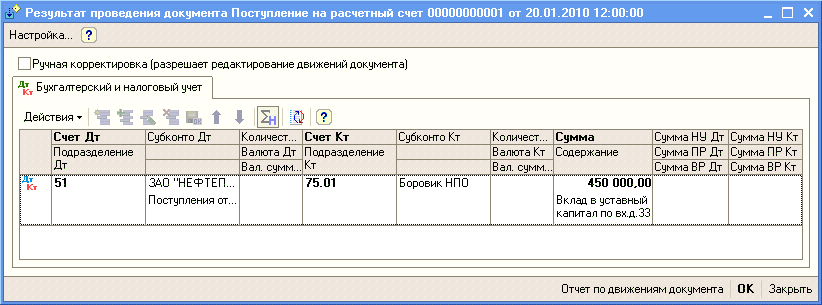 Результат проведения документа Поступление на расчетный счет 00000000001 от 20.01.2010 12:00:00
Настройка... ?
Ручная корректировка (разрешает редактирование движений документа)
Дт Кт Бухгалтерский и налоговый учет
Действия
Счет Дт Субконто Дт Количест... Счет Кт Субконто Кт Количест... Сумма Сумма НУ Дт Сумма НУ Кт
Подразделение Дт Валюта Дт Подразделение Кт Валюта Кт Содержание Сумма ПР Дт Сумма ПР Кт
Вал. сумм... Вал. сумм... Сумма ВР Дт Сумма ВР Кт
Дт Кт 51 ЗАО "НЕФТЕП... 75.01 Боровик НПО 450 000,00
Поступления от... Вклад в уставный
капитал по вх.д.33
Отчет по движениям документа ОК Закрыть